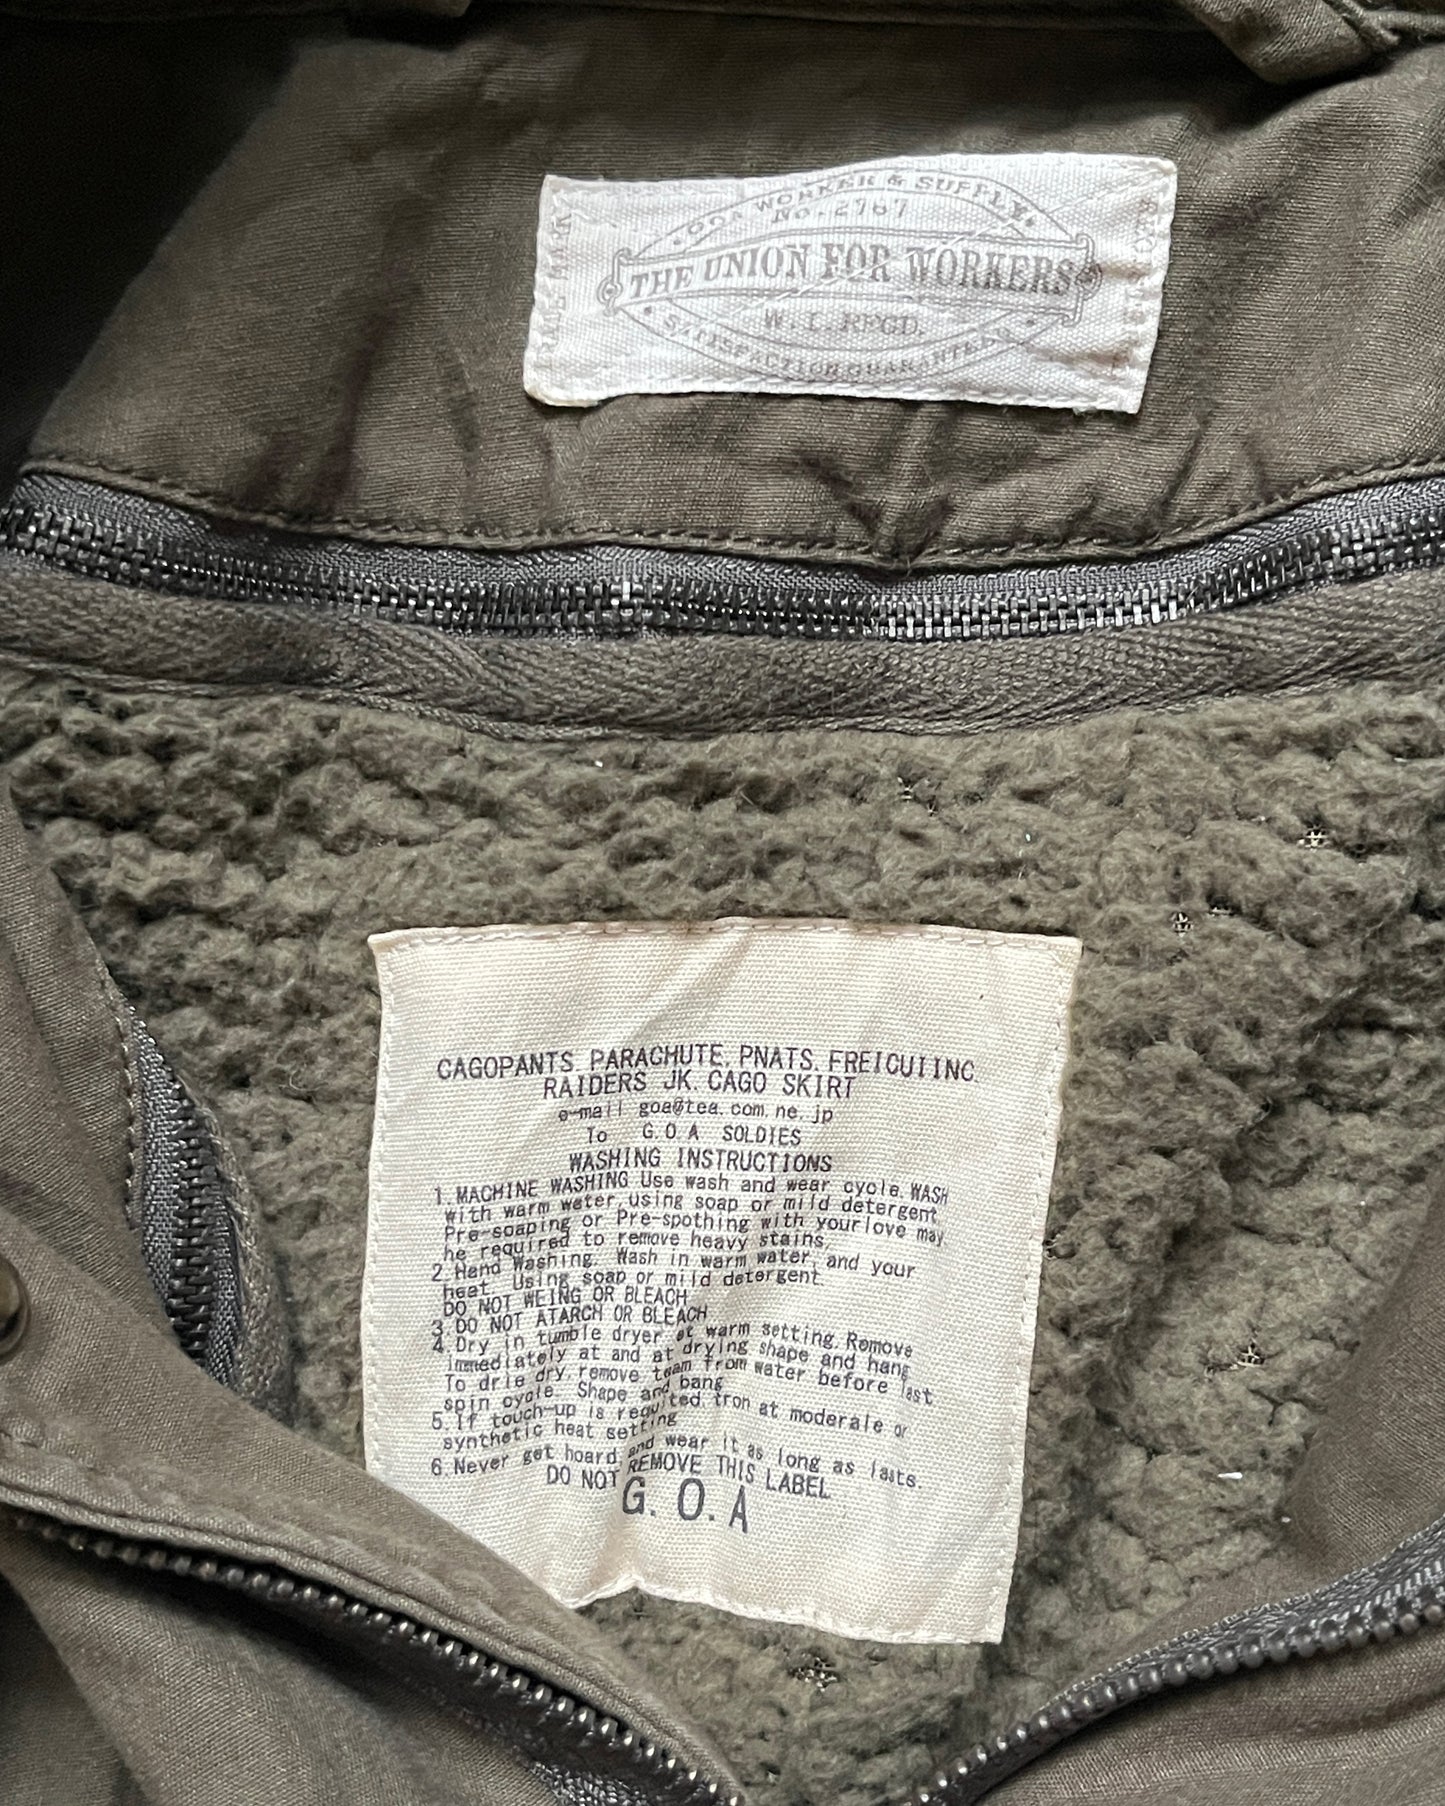 GOA WORKER & SUPPLY
No. 2767
THE UNION FOR WORKERS
W. I. REGD.
SATISFACTION GUARANTEED
CAGOPANTS. PARACHUTE. PNATS. FREICUIINC.
RAIDERS JK. CAGO SKIRT
e-mail goa@tea.com.ne.jp
To G.O.A SOLDIES
WASHING INSTRUCTIONS
1. MACHINE WASHING Use wash and wear cycle. WASH
with warm water, using soap or mild detergent.
Pre-soaping or Pre-spothing with yourlove may
he required to remove heavy stains.
2. Hand Washing. Wash in warm water, and your
heat. Using soap or mild detergent.
DO NOT WEING OR BLEACH
3. DO NOT ATARCH OR BLEACH
4. Dry in tumble dryer at warm setting. Remove
Immediately at and at drying shape and hang.
To drie dry, remove team from water before last
spin cycle. Shape and bang
5. If touch-up is requited tron at moderale or
synthetic heat setting
6. Never get hoard, and wear it as long as lasts.
DO NOT REMOVE THIS LABEL
G. O. A